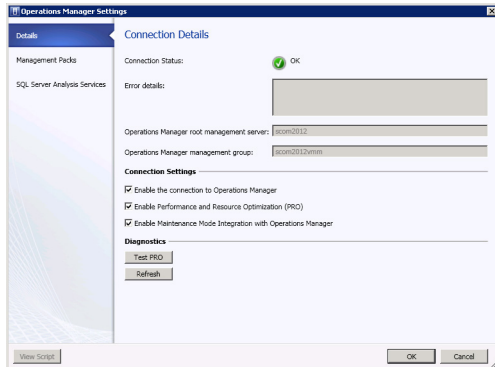 Operations Manager Settings
Details
Management Packs
SQL Server Analysis Services
Connection Details
Connection Status:
OK
Error details:
Operations Manager root management server:
scom2012
Operations Manager management group:
scom2012vmm
Connection Settings
Enable the connection to Operations Manager
Enable Performance and Resource Optimization (PRO)
Enable Maintenance Mode Integration with Operations Manager
Diagnostics
Test PRO
Refresh
View Script
OK
Cancel